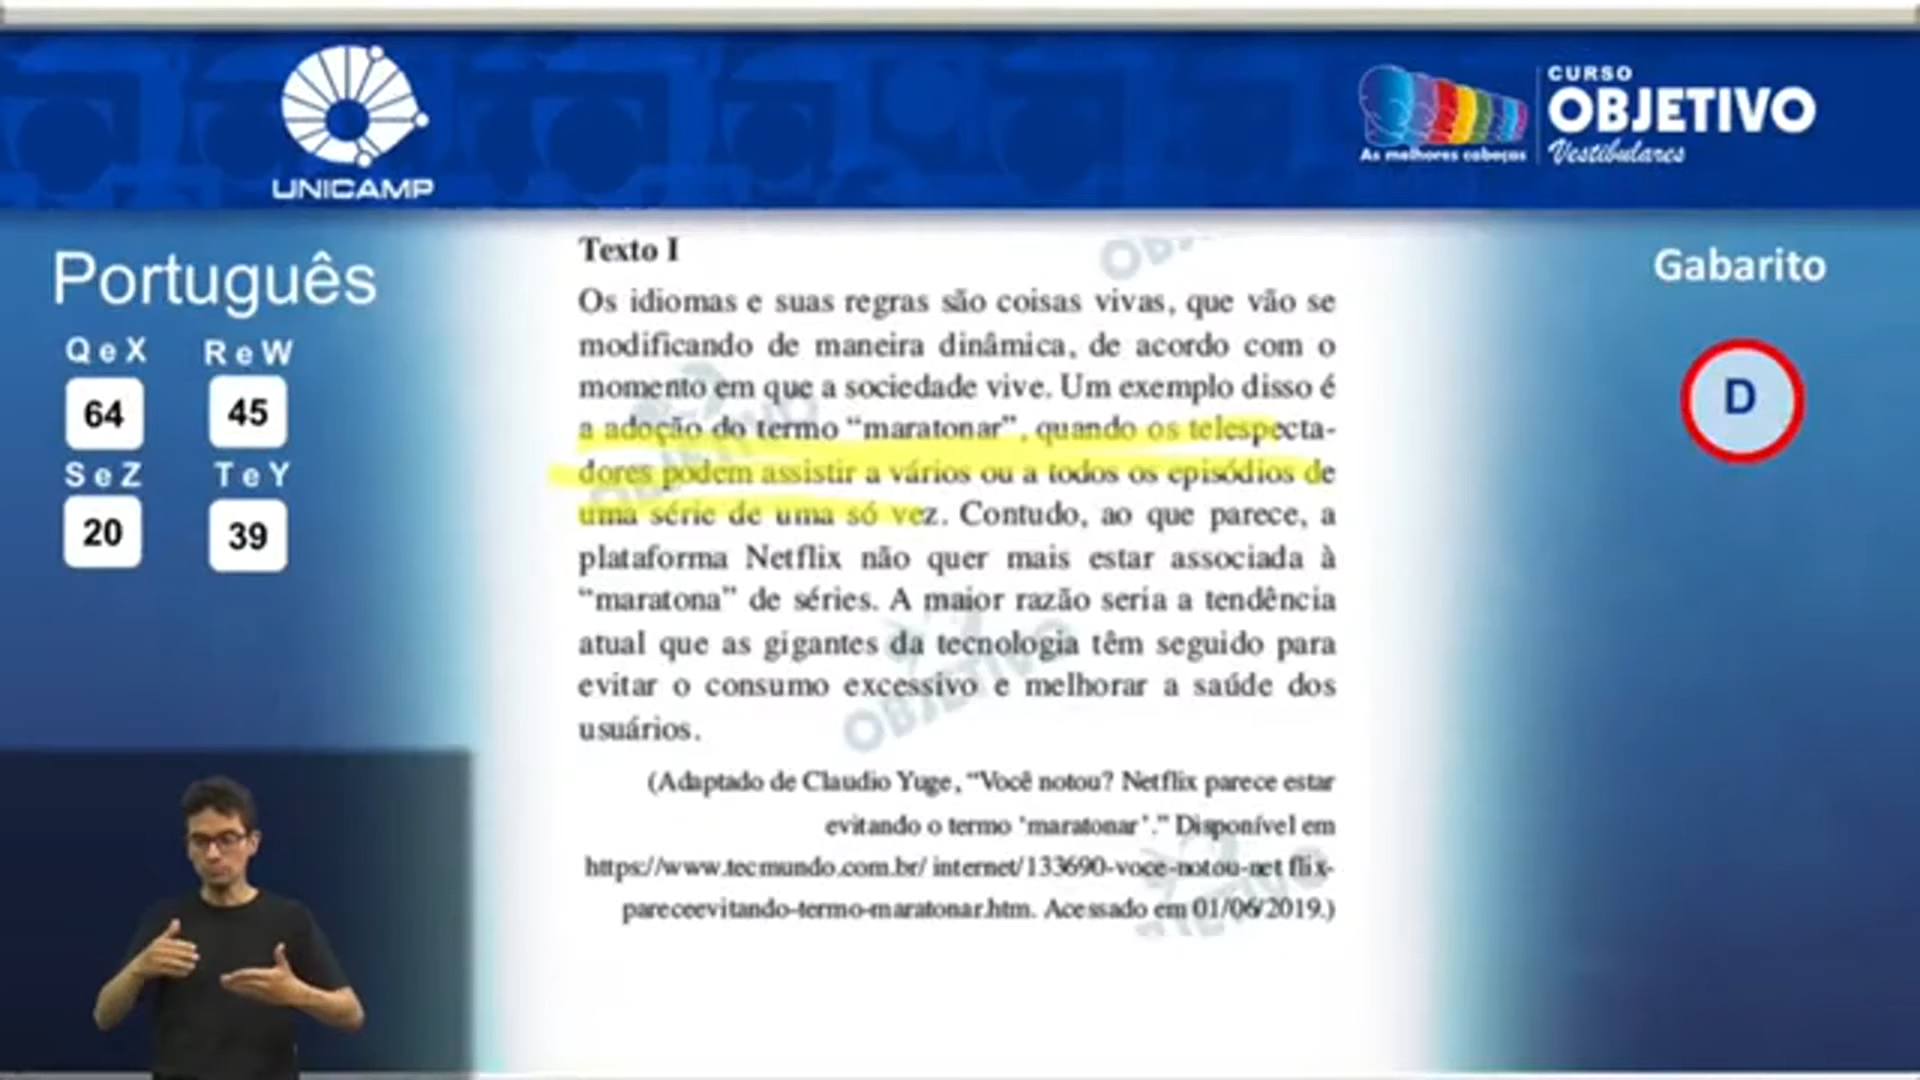 UNICAMP
CURSO
OBJETIVO
As melhores cabeças
Vestibulares
Português
Q e X
R e W
64
45
S e Z
T e Y
20
39
Texto I
Os idiomas e suas regras são coisas vivas, que vão se
modificando de maneira dinâmica, de acordo com o
momento em que a sociedade vive. Um exemplo disso é
a adoção do termo “maratonar”, quando os telespecta-
dores podem assistir a vários ou a todos os episódios de
uma série de uma só vez. Contudo, ao que parece, a
plataforma Netflix não quer mais estar associada à
“maratona” de séries. A maior razão seria a tendência
atual que as gigantes da tecnologia têm seguido para
evitar o consumo excessivo e melhorar a saúde dos
usuários.
(Adaptado de Claudio Yuge, “Você notou? Netflix parece estar
evitando o termo ‘maratonar’.” Disponível em
https://www.tecmundo.com.br/ internet/133690-voce-notou-net flix-
pareceevitando-termo-maratonar.htm. Acessado em 01/06/2019.)
Gabarito
D
OBJETIVO
OBJETIVO